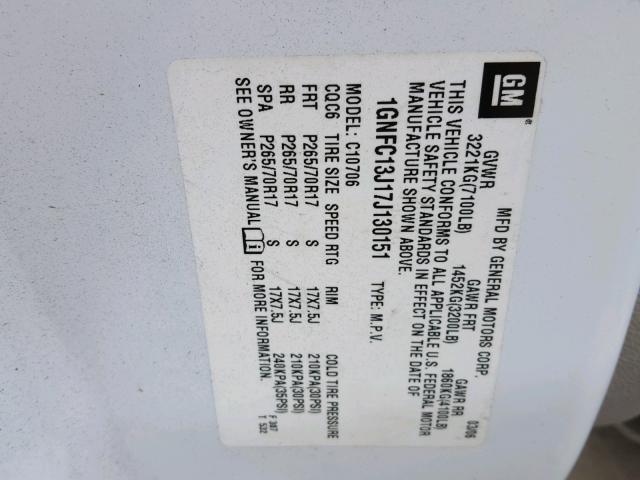 GM
MFD BY GENERAL MOTORS CORP. 03/06
GVWR GAWR FRT GAWR RR
3221KG(7100LB) 1452KG(3200LB) 1860KG(4100LB)
THIS VEHICLE CONFORMS TO ALL APPLICABLE U.S. FEDERAL MOTOR
VEHICLE SAFETY STANDARDS IN EFFECT ON THE DATE OF
MANUFACTURE SHOWN ABOVE.
1GNFC13J17J130151 TYPE: M.P.V.
MODEL: C10706
CQC6 TIRE SIZE SPEED RTG RIM COLD TIRE PRESSURE
FRT P265/70R17 S 17X7.5J 210KPA(30PSI)
RR P265/70R17 S 17X7.5J 210KPA(30PSI)
SPA P265/70R17 S 17X7.5J 240KPA(35PSI)
SEE OWNER'S MANUAL FOR MORE INFORMATION.
F 387
T 532